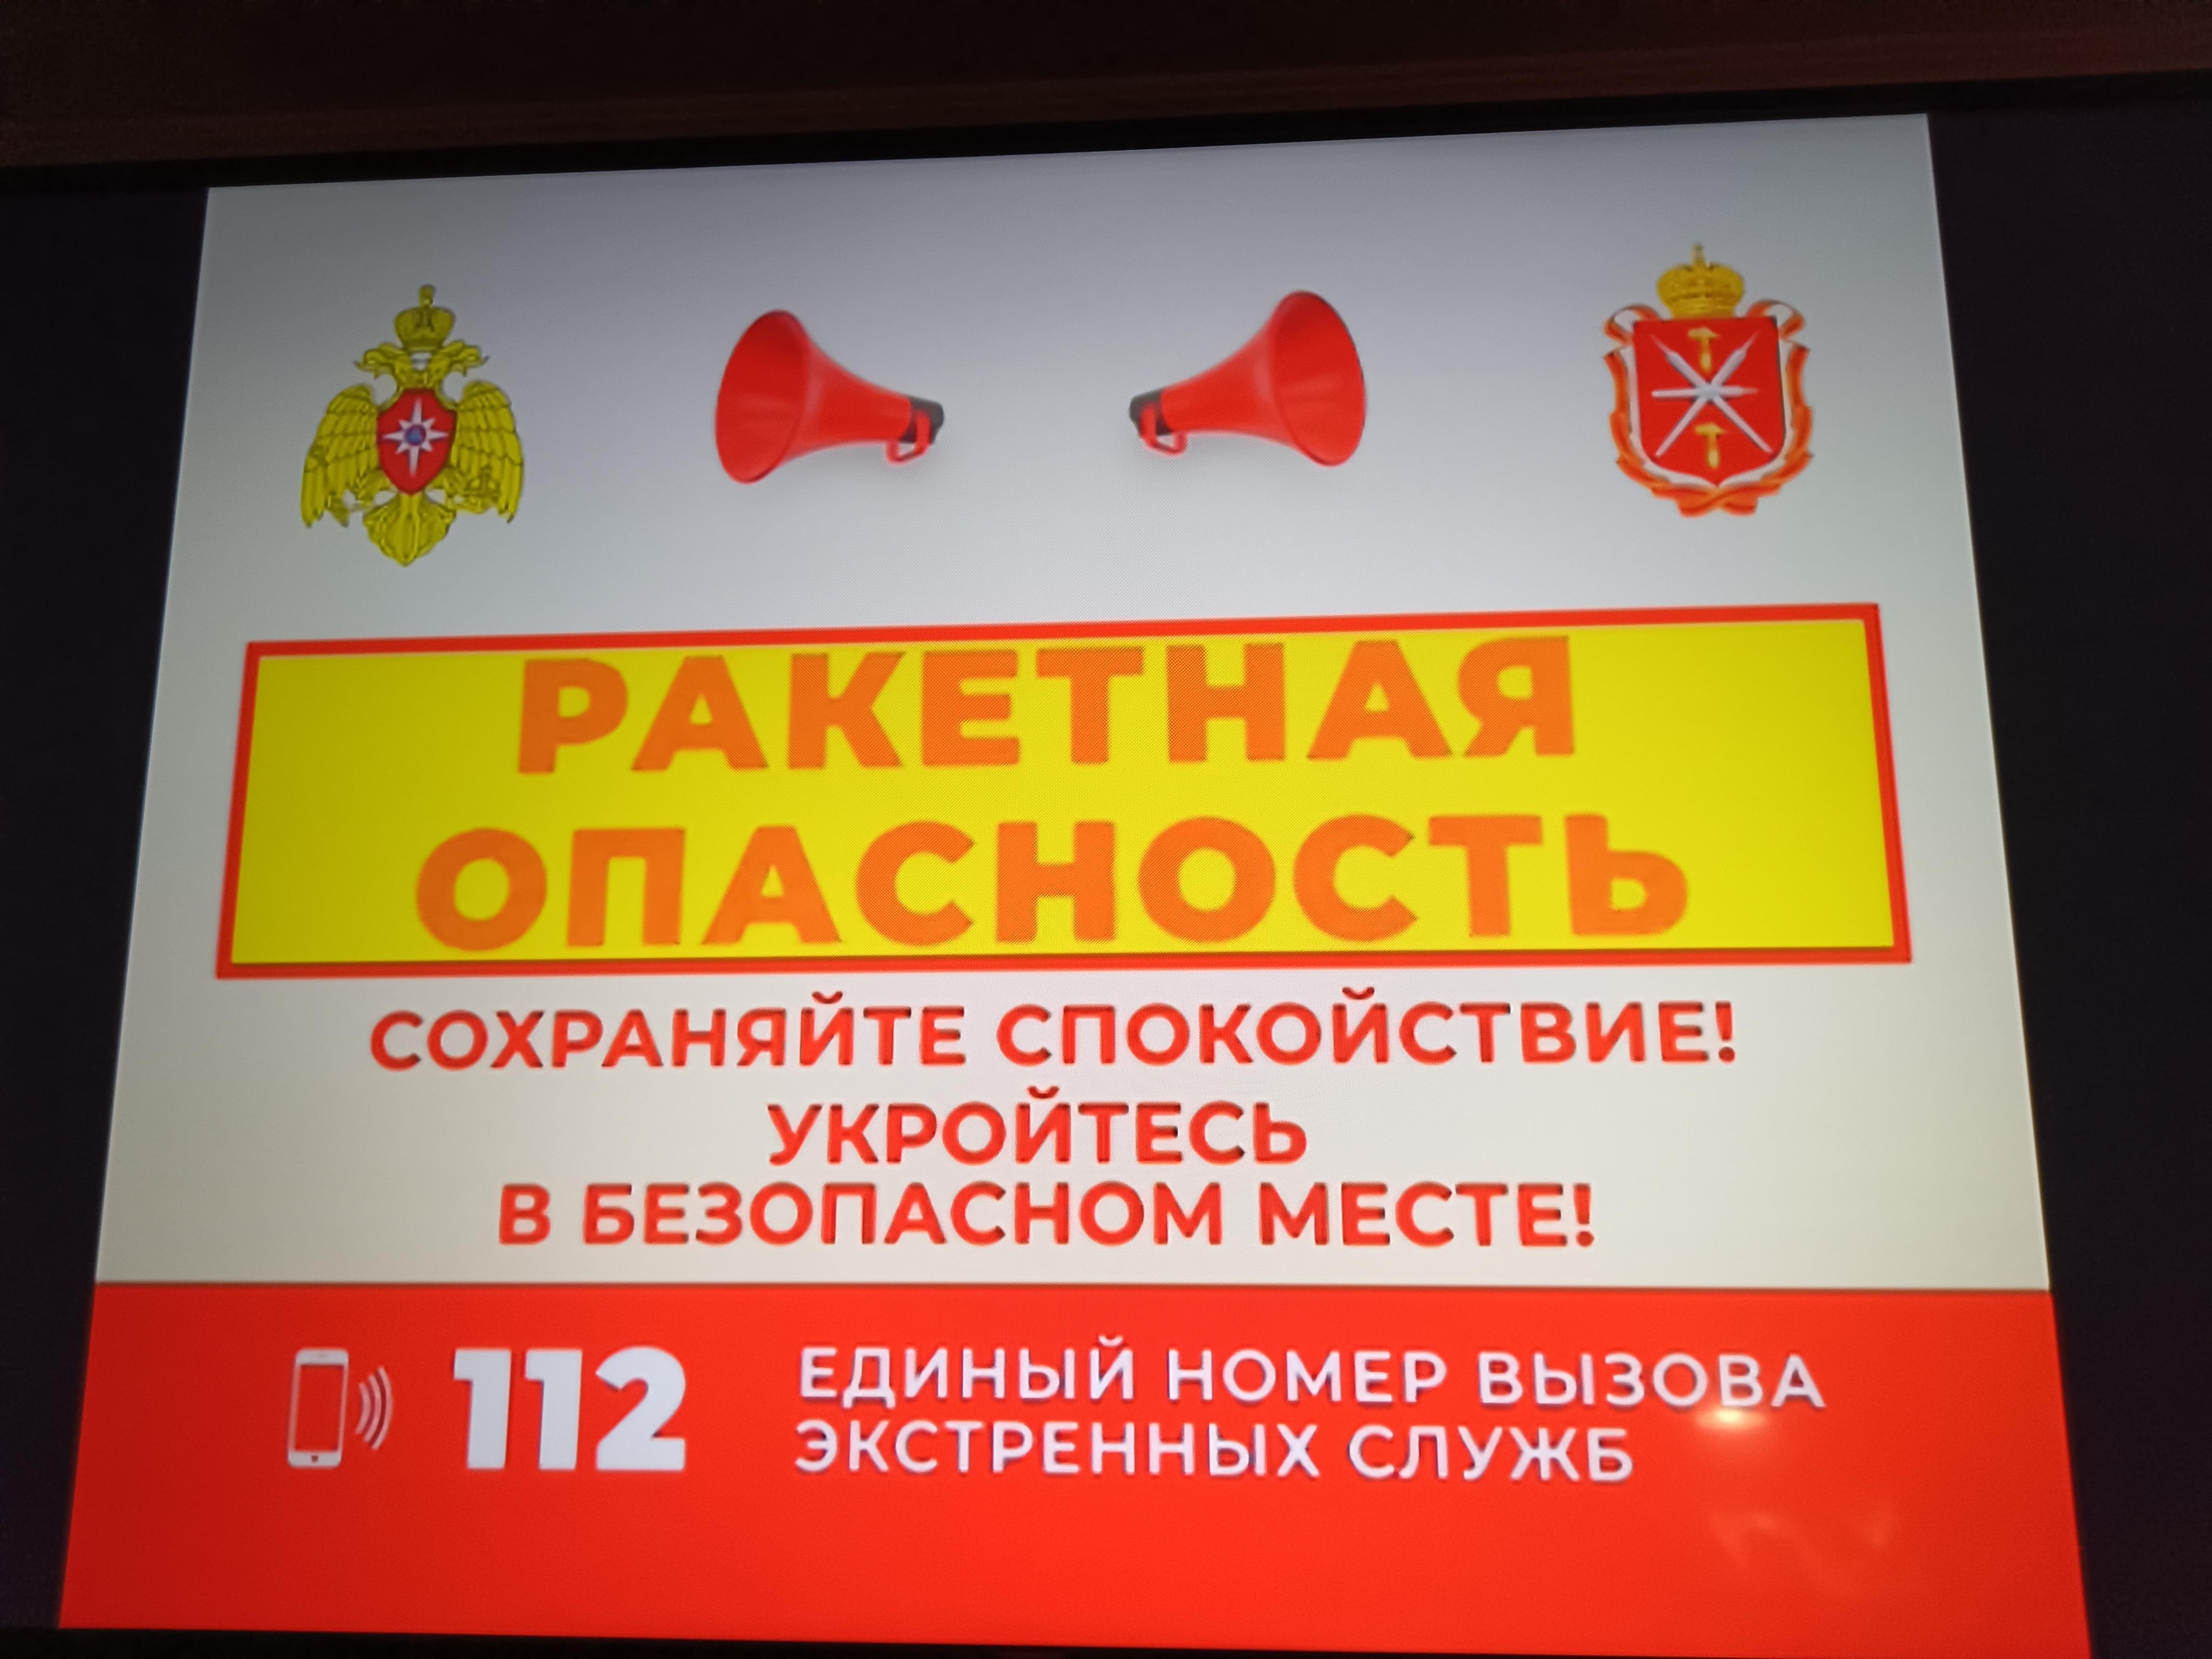 РАКЕТНАЯ
ОПАСНОСТЬ
СОХРАНЯЙТЕ СПОКОЙСТВИЕ!
УКРОЙТЕСЬ
В БЕЗОПАСНОМ МЕСТЕ!
112
ЕДИНЫЙ НОМЕР ВЫЗОВА
ЭКСТРЕННЫХ СЛУЖБ